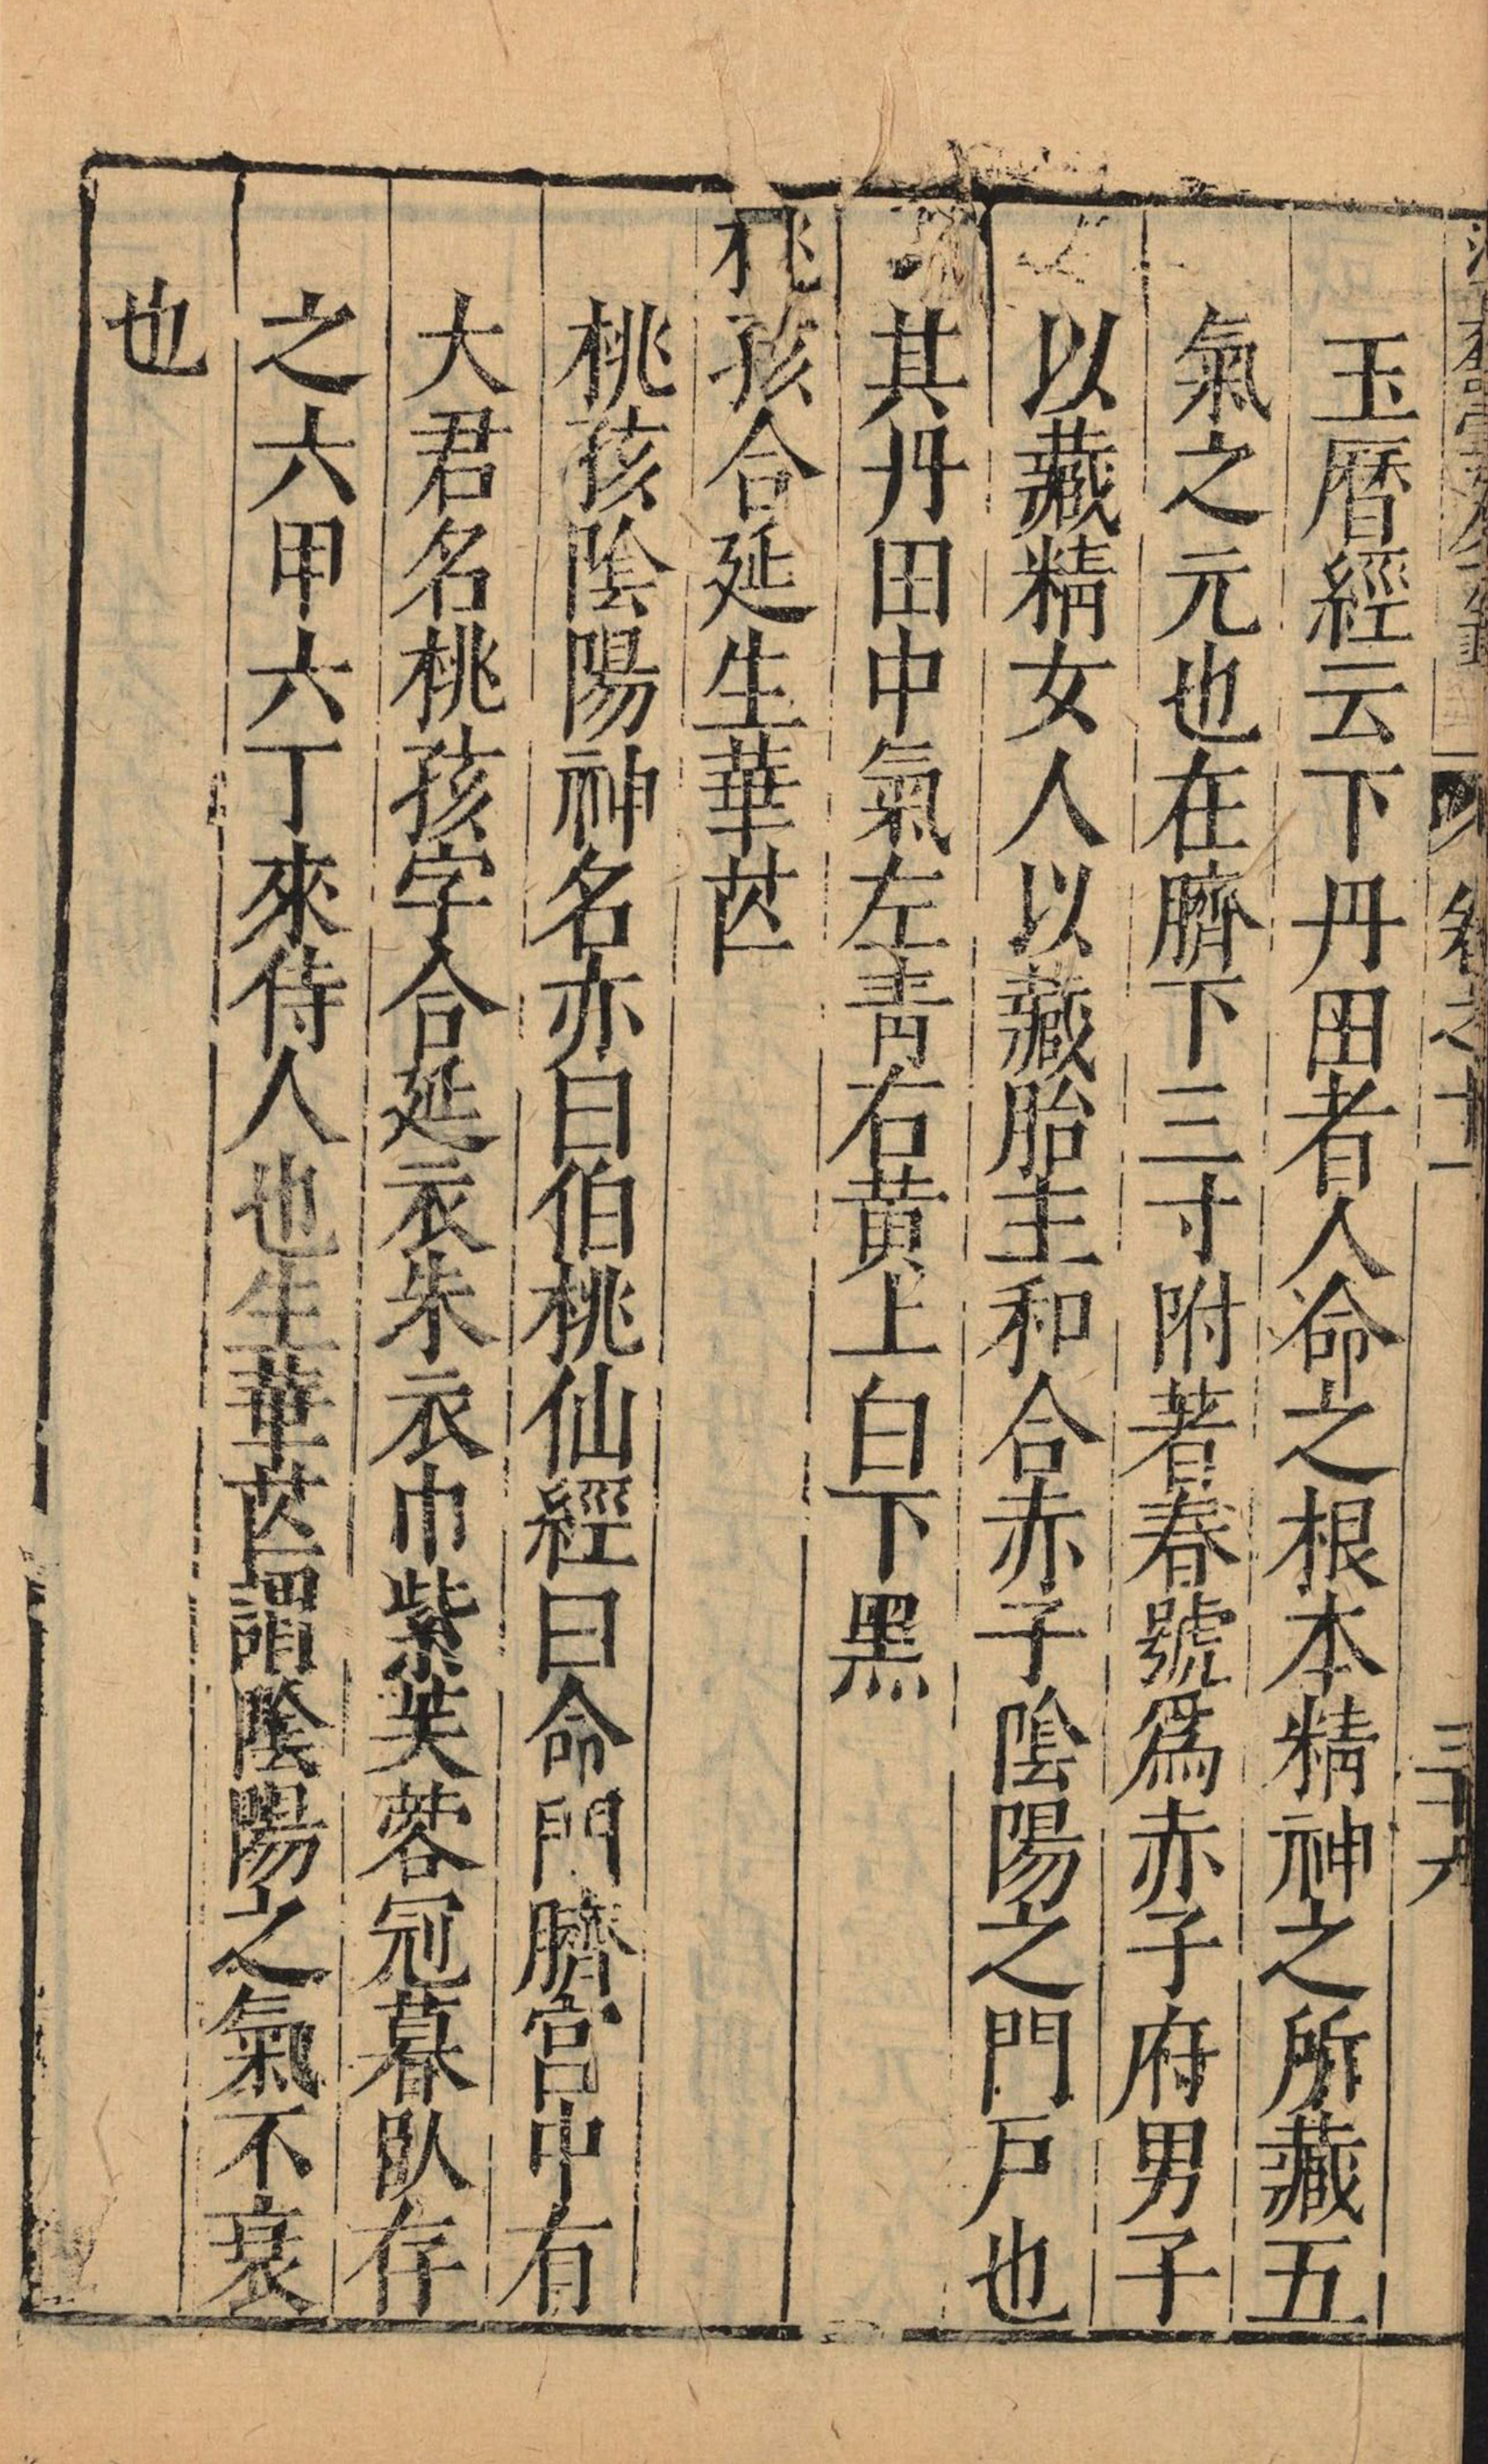 玉曆經云下丹田者人命之根本精神之所藏五
氣之元也在臍下三寸附著春號爲赤子府男子
以藏精女人以藏胎主和合赤子陰陽之門戶也
其丹田中氣左青右黃上白下黑
桃孩合延生華芘
桃孩陰陽神名亦曰伯桃仙經曰命門臍宮中有
大君名桃孩字合延衣朱衣巾紫芙蓉冠暮臥存
之六甲六丁來侍人也生華芘謂陰陽之氣不衰
也